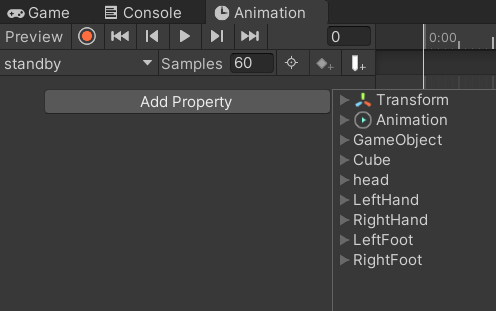 Game Console Animation
Preview 0 0:00
standby Samples 60
Add Property
Transform
Animation
GameObject
Cube
head
LeftHand
RightHand
LeftFoot
RightFoot